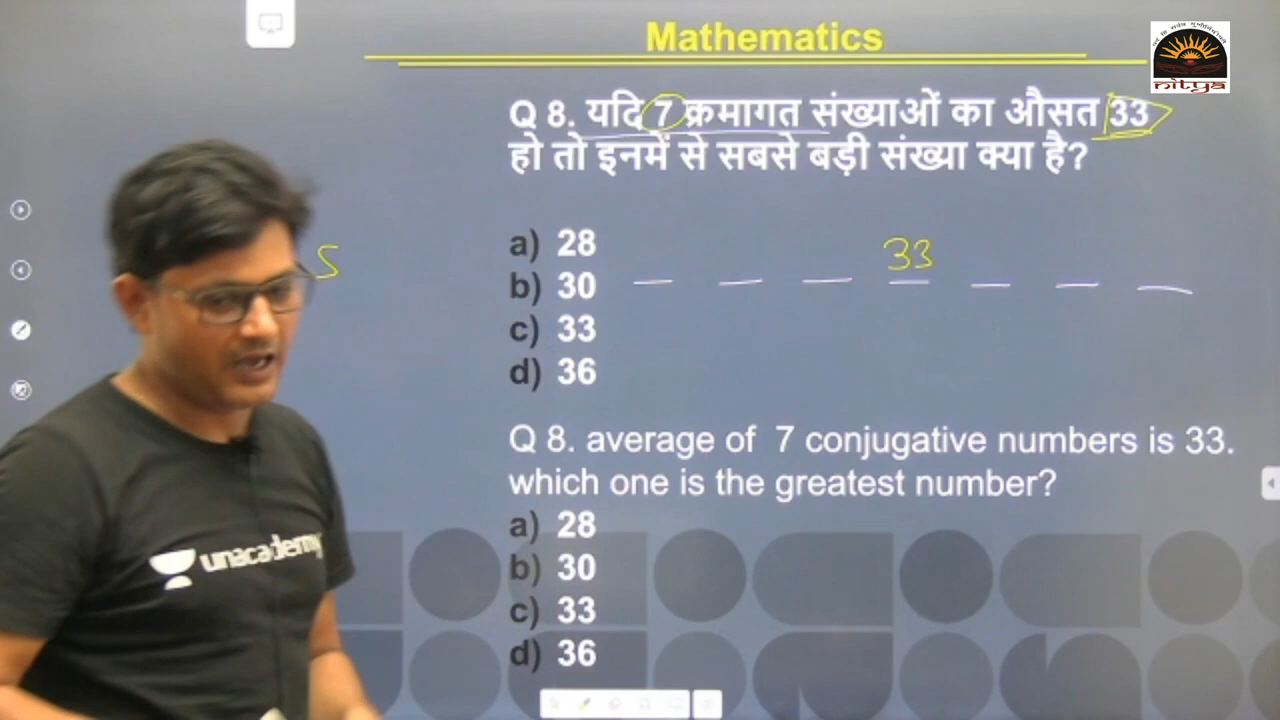 Mathematics
nitya
Q 8. यदि 7 क्रमागत संख्याओं का औसत 33
हो तो इनमें से सबसे बड़ी संख्या क्या है?
a) 28
b) 30
c) 33
d) 36
33
5
Q 8. average of 7 conjugative numbers is 33.
which one is the greatest number?
a) 28
b) 30
c) 33
d) 36
unacademy